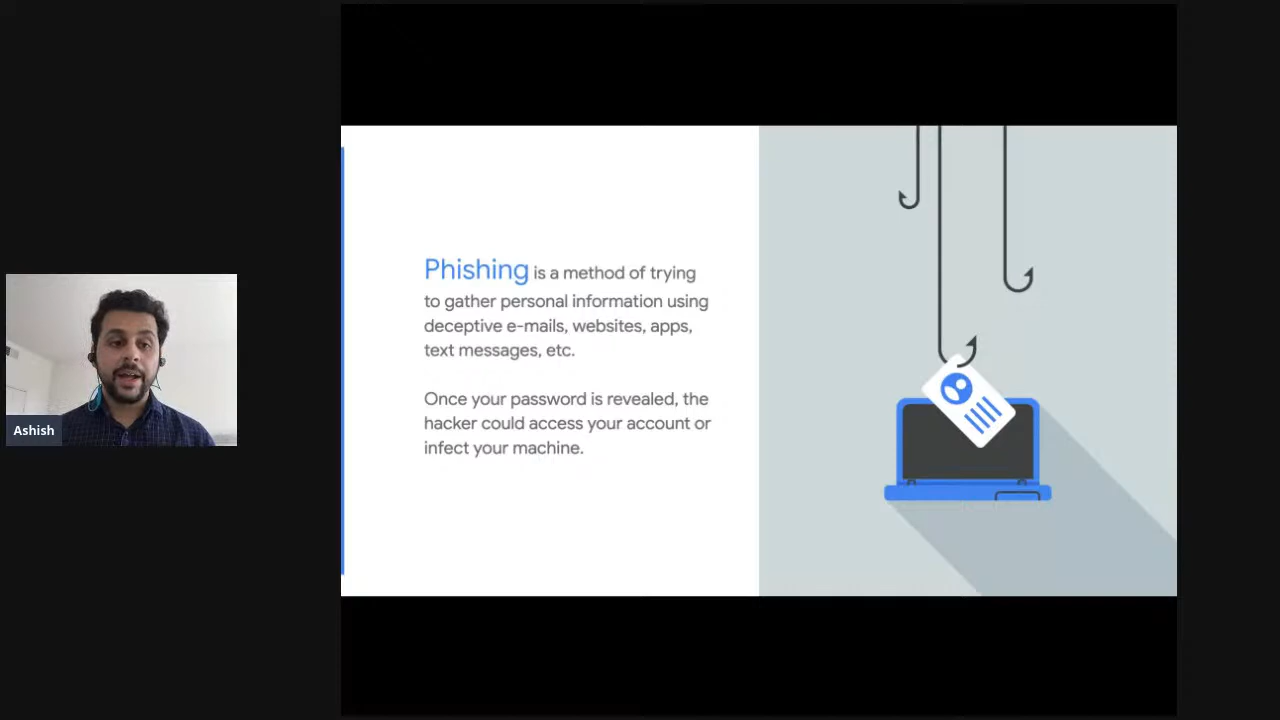 Phishing is a method of trying
to gather personal information using
deceptive e-mails, websites, apps,
text messages, etc.
Once your password is revealed, the
hacker could access your account or
infect your machine.
Ashish